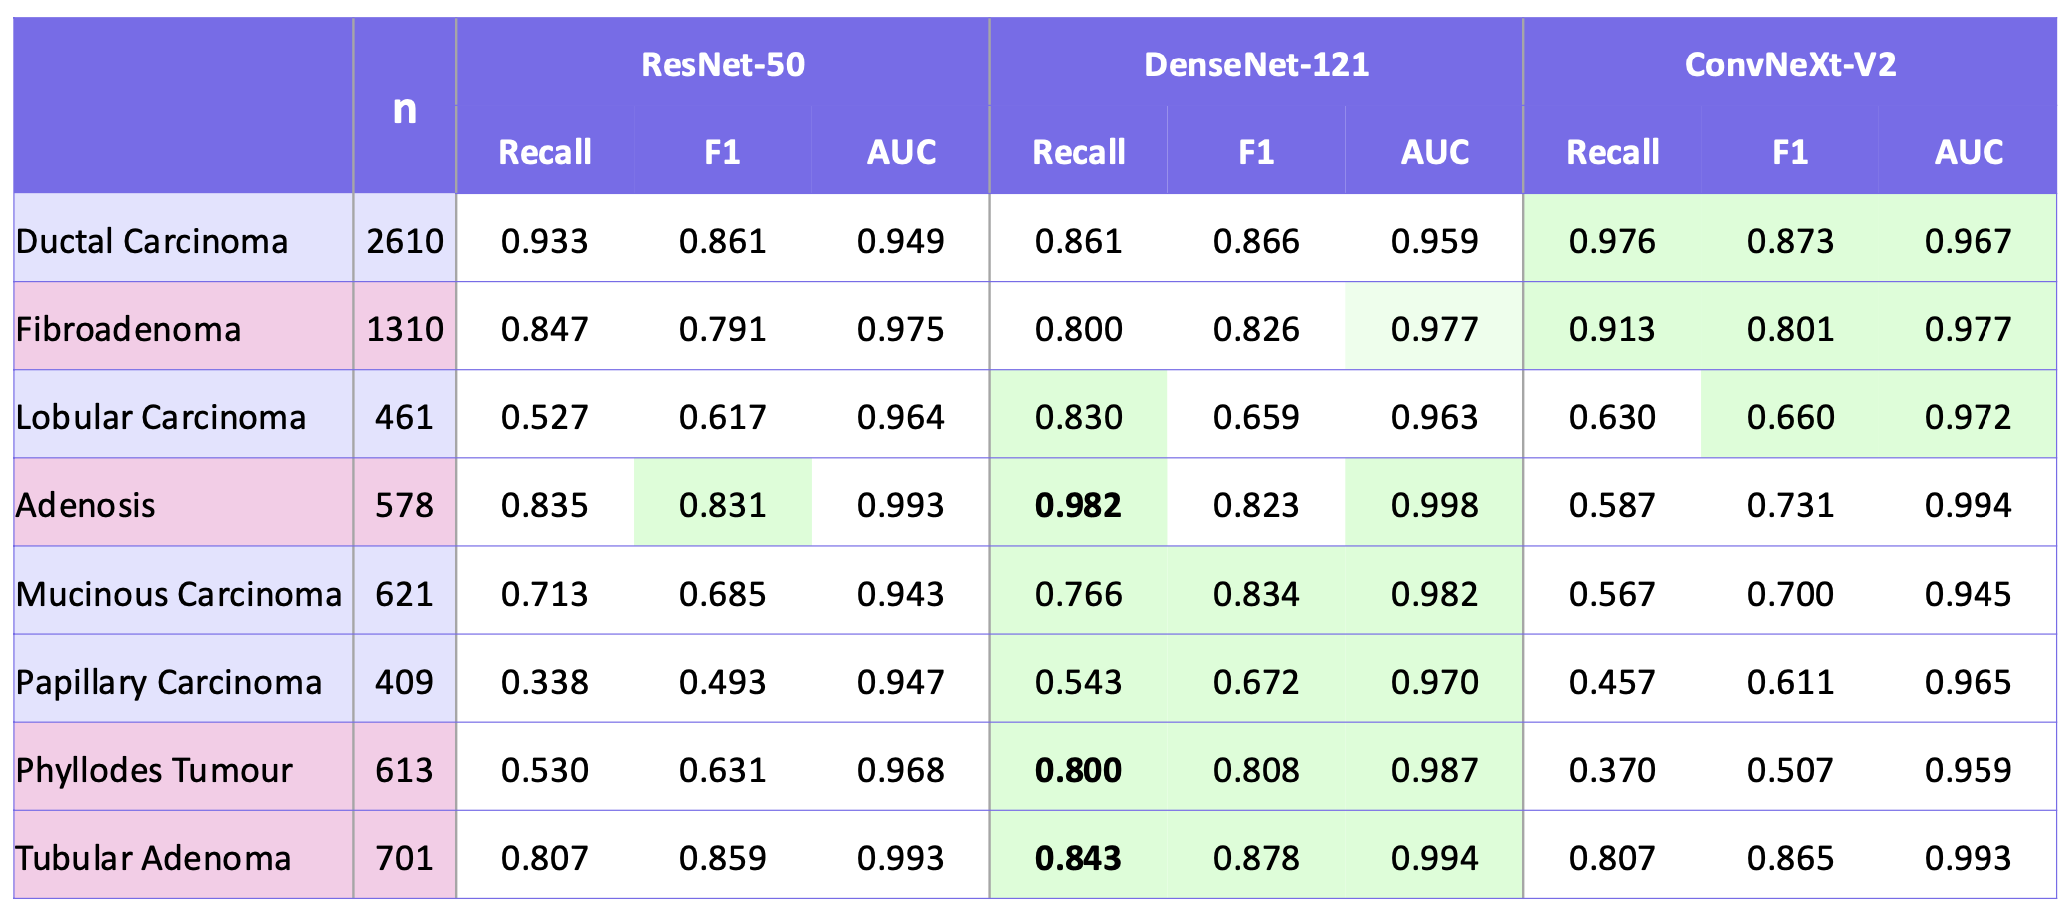 n ResNet-50 DenseNet-121 ConvNeXt-V2
Recall F1 AUC Recall F1 AUC Recall F1 AUC
Ductal Carcinoma 2610 0.933 0.861 0.949 0.861 0.866 0.959 0.976 0.873 0.967
Fibroadenoma 1310 0.847 0.791 0.975 0.800 0.826 0.977 0.913 0.801 0.977
Lobular Carcinoma 461 0.527 0.617 0.964 0.830 0.659 0.963 0.630 0.660 0.972
Adenosis 578 0.835 0.831 0.993 0.982 0.823 0.998 0.587 0.731 0.994
Mucinous Carcinoma 621 0.713 0.685 0.943 0.766 0.834 0.982 0.567 0.700 0.945
Papillary Carcinoma 409 0.338 0.493 0.947 0.543 0.672 0.970 0.457 0.611 0.965
Phyllodes Tumour 613 0.530 0.631 0.968 0.800 0.808 0.987 0.370 0.507 0.959
Tubular Adenoma 701 0.807 0.859 0.993 0.843 0.878 0.994 0.807 0.865 0.993